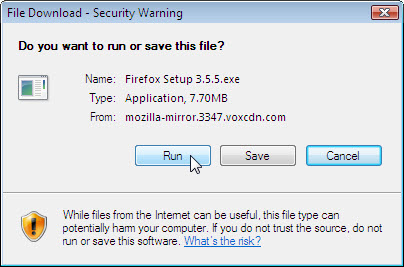 File Download - Security Warning
Do you want to run or save this file?
Name: Firefox Setup 3.5.5.exe
Type: Application, 7.70MB
From: mozilla-mirror.3347.voxcdn.com
Run Save Cancel
While files from the Internet can be useful, this file type can
potentially harm your computer. If you do not trust the source, do not
run or save this software. What's the risk?